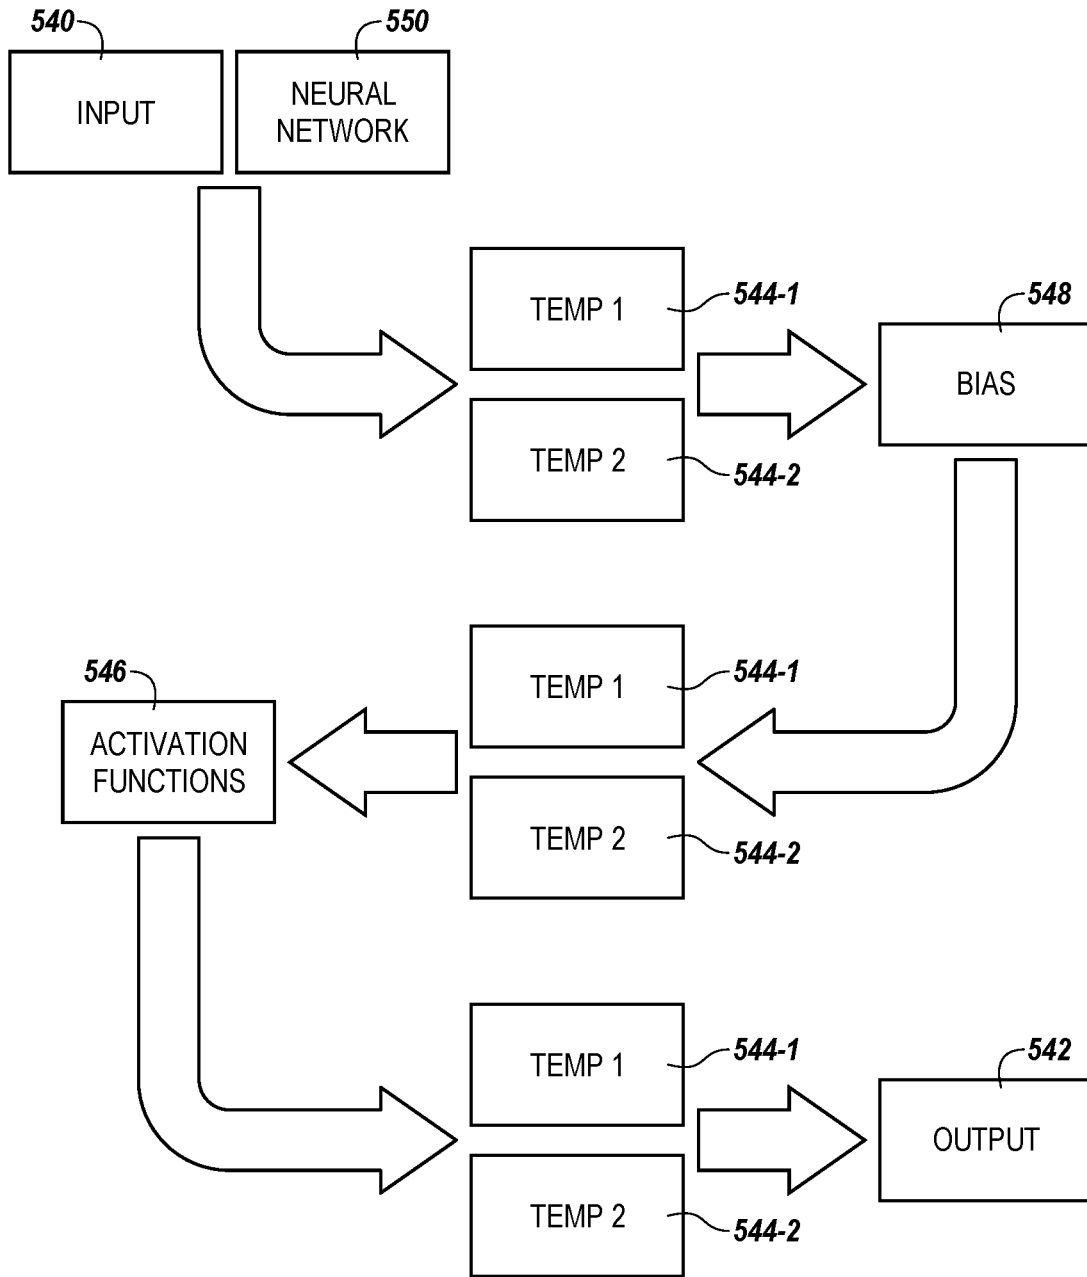 540
550
INPUT
NEURAL
NETWORK
TEMP 1
544-1
548
BIAS
TEMP 2
544-2
TEMP 1
544-1
546
ACTIVATION
FUNCTIONS
TEMP 2
544-2
TEMP 1
544-1
542
OUTPUT
TEMP 2
544-2